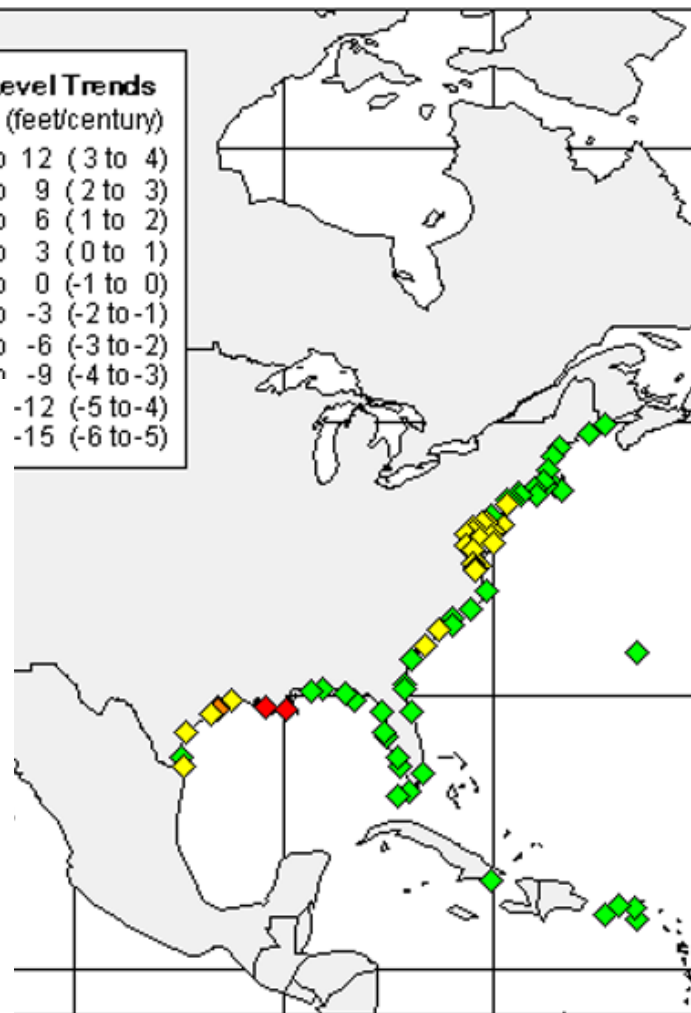 evel Trends
(feet/century)
12 (3 to 4)
9 (2 to 3)
6 (1 to 2)
3 (0 to 1)
0 (-1 to 0)
-3 (-2 to -1)
-6 (-3 to -2)
-9 (-4 to -3)
-12 (-5 to -4)
-15 (-6 to -5)